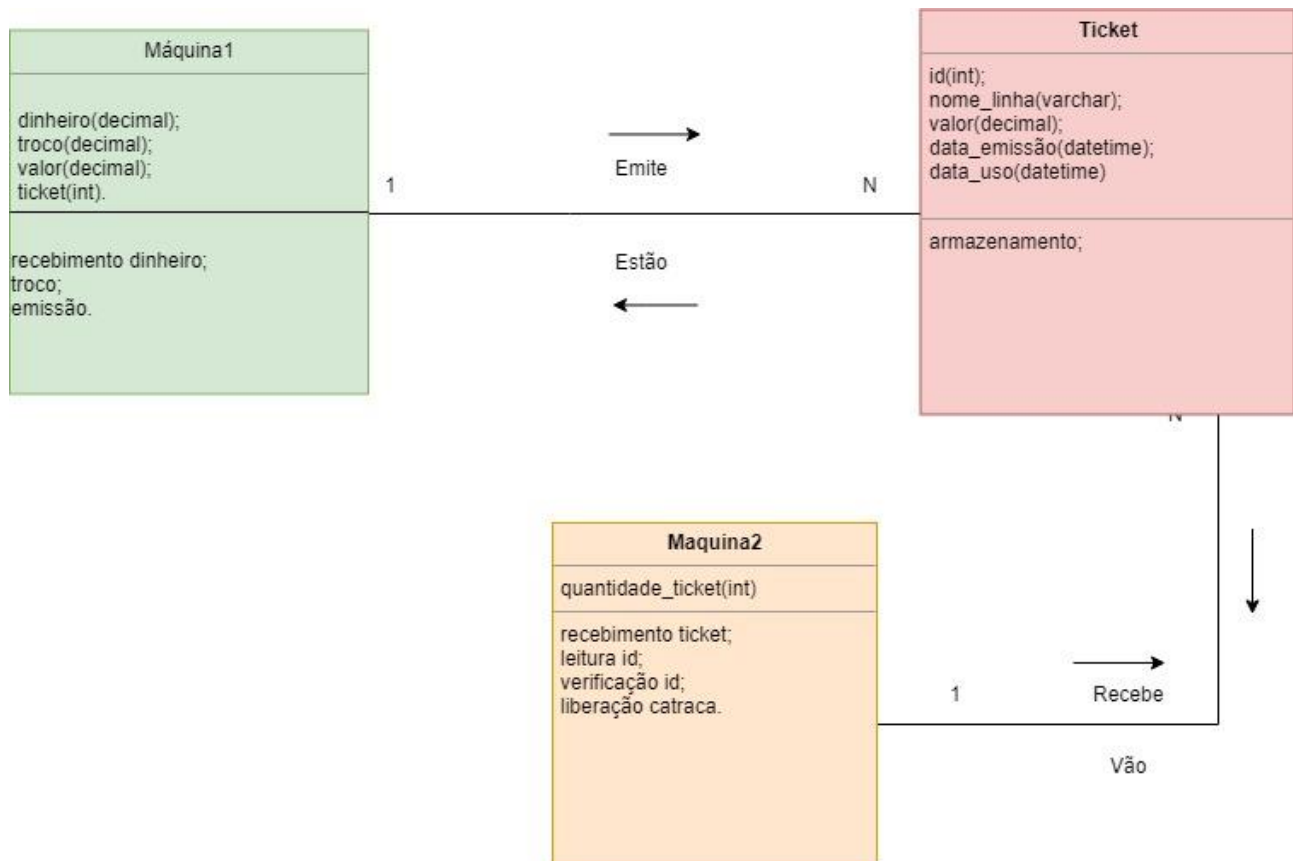 Máquina1
dinheiro(decimal);
troco(decimal);
valor(decimal);
ticket(int).
recebimento dinheiro;
troco;
emissão.
1
Emite
N
Estão
Ticket
id(int);
nome_linha(varchar);
valor(decimal);
data_emissão(datetime);
data_uso(datetime)
armazenamento;
N
Maquina2
quantidade_ticket(int)
recebimento ticket;
leitura id;
verificação id;
liberação catraca.
1
Recebe
Vão